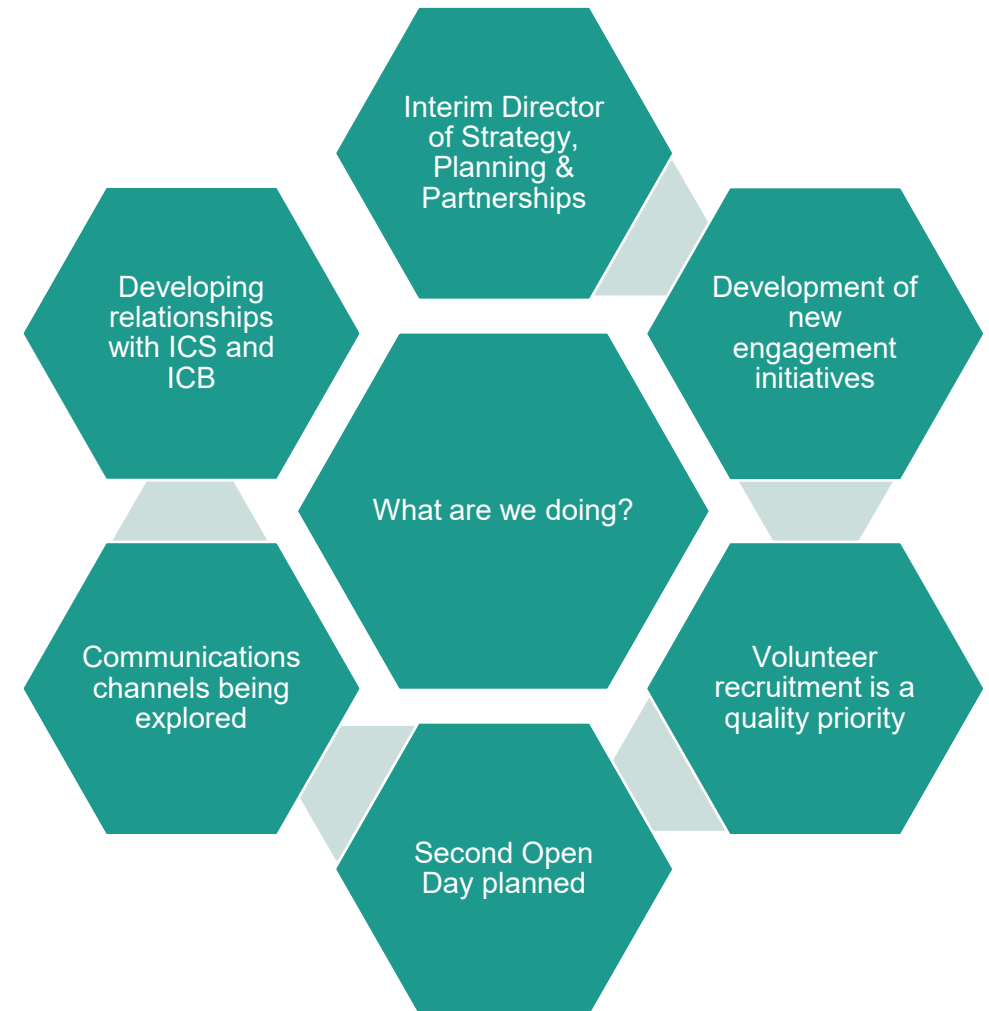 Interim Director
of Strategy,
Planning &
Partnerships
Development of
new
engagement
initiatives
Volunteer
recruitment is a
quality priority
Second Open
Day planned
Communications
channels being
explored
Developing
relationships
with ICS and
ICB
What are we doing?